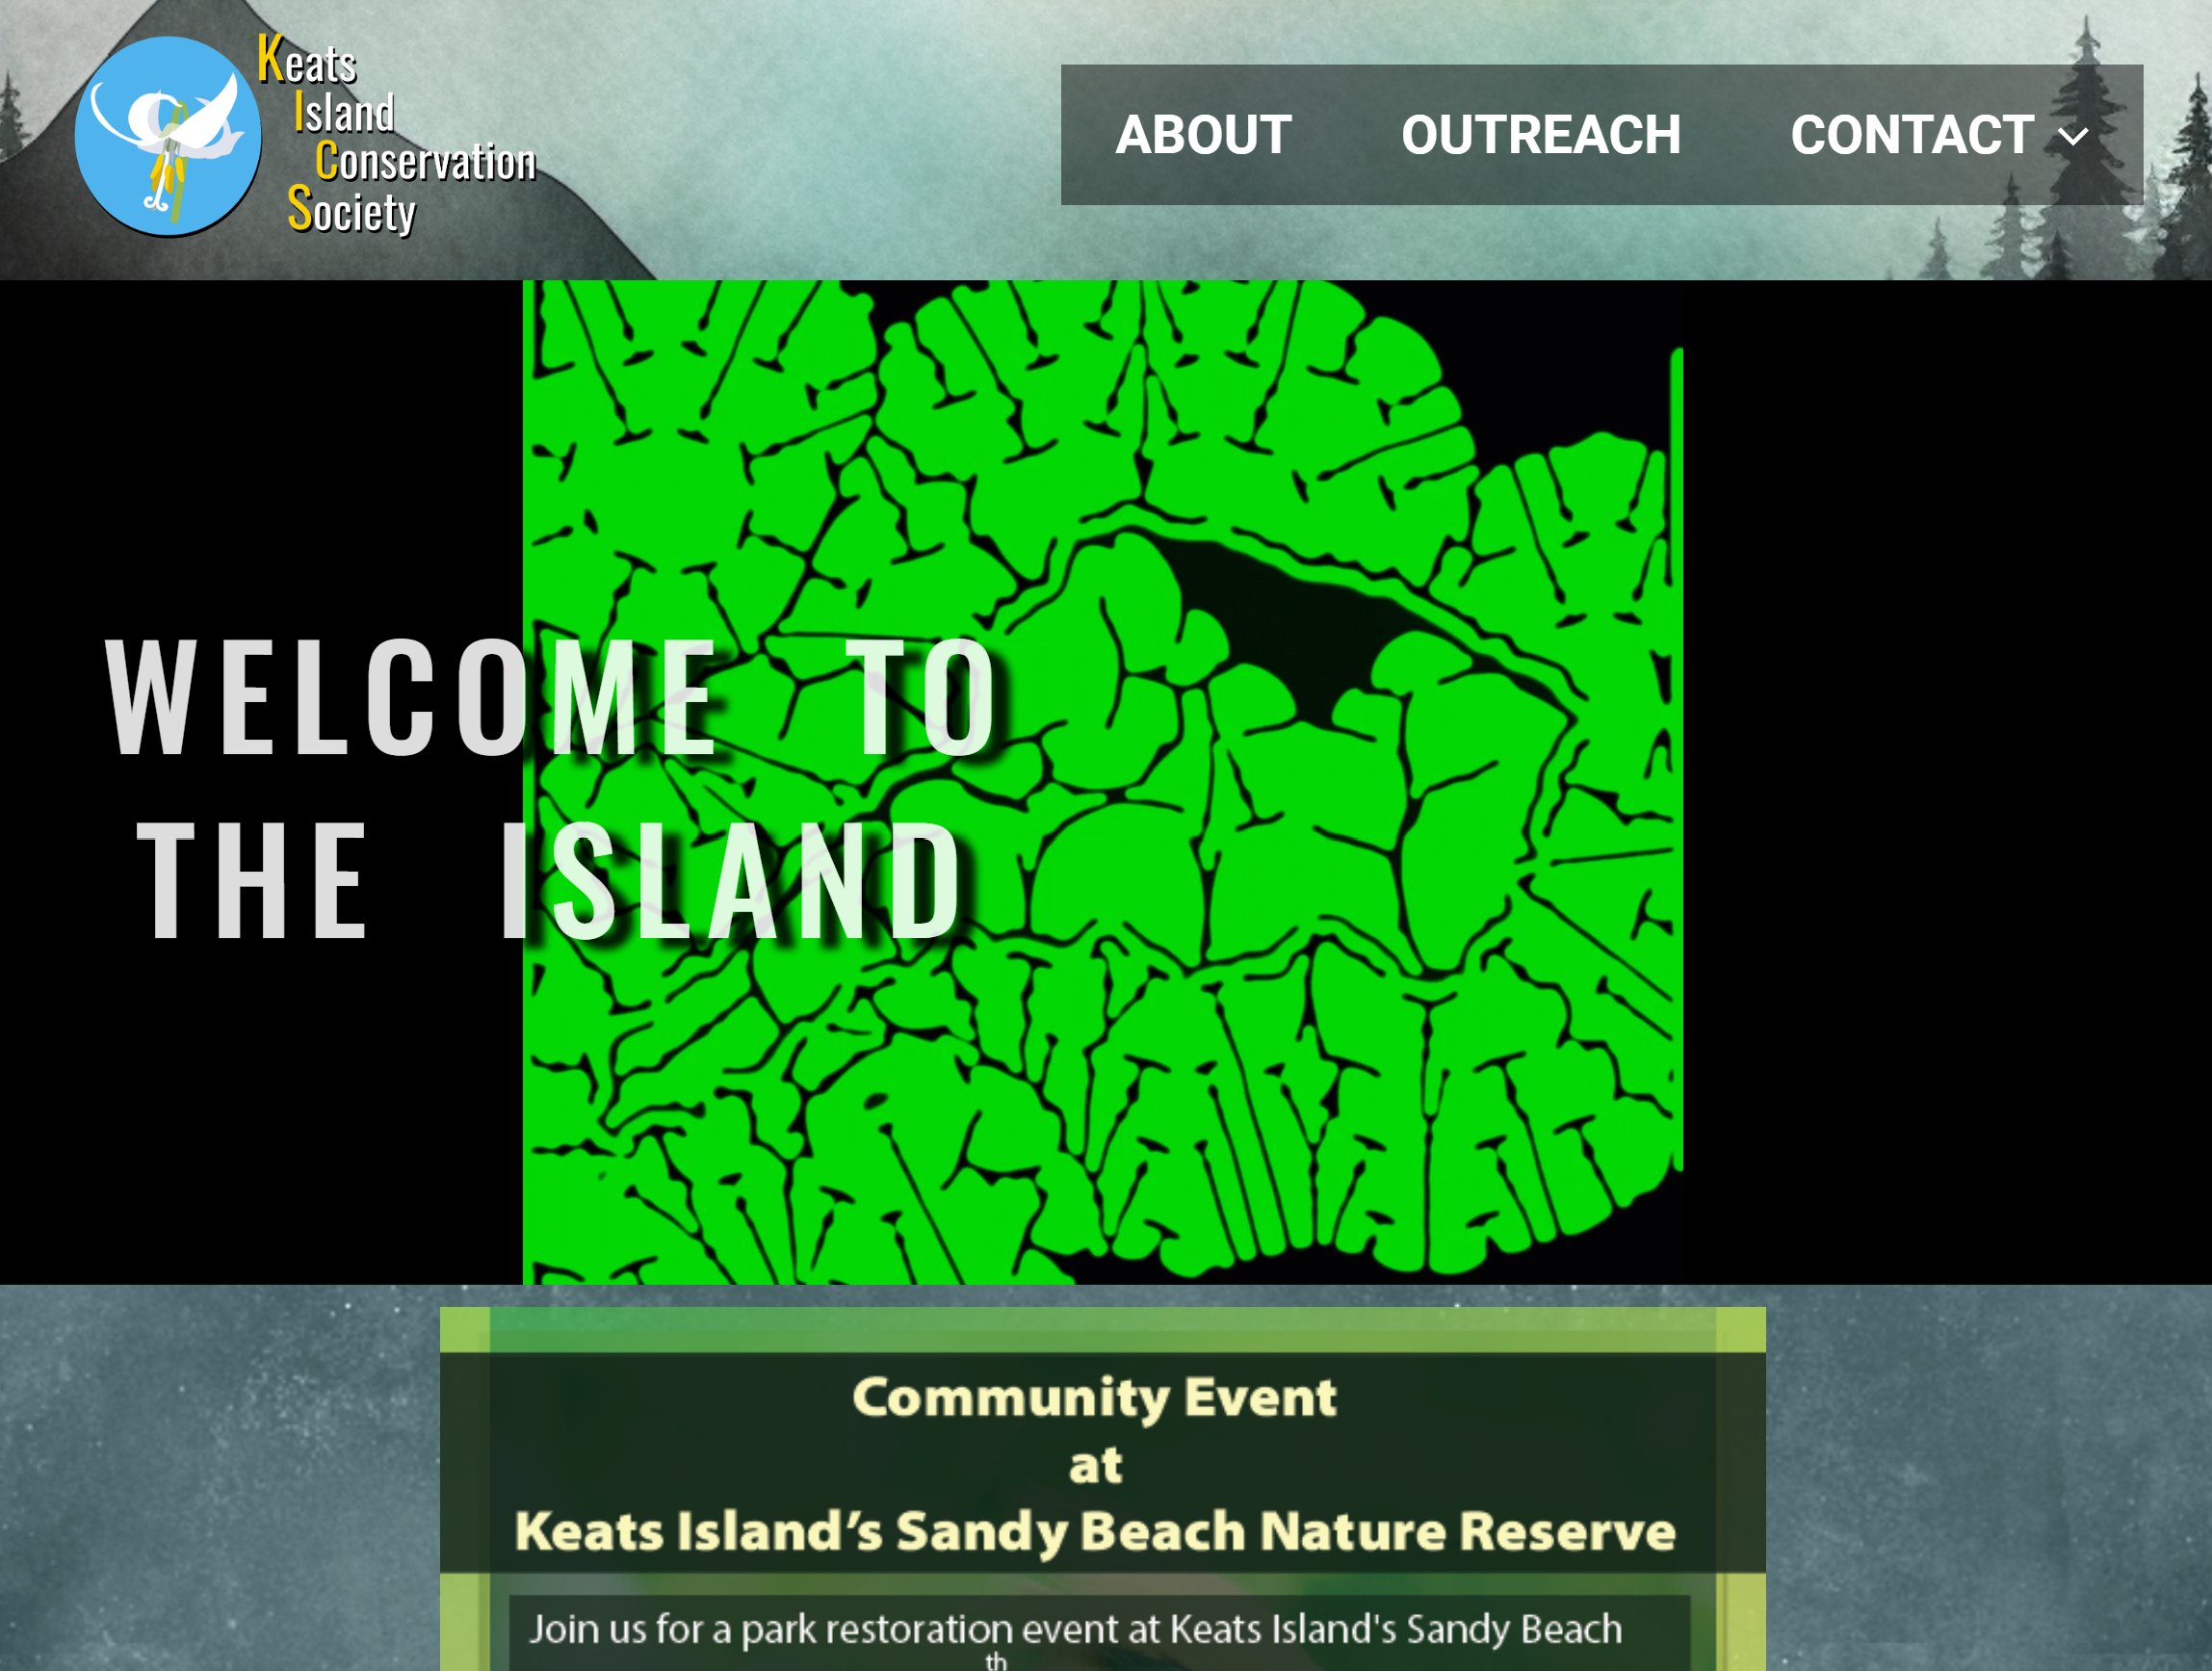 Keats
Island
Conservation
Society
ABOUT OUTREACH CONTACT
WELCOME TO
THE ISLAND
Community Event
at
Keats Island’s Sandy Beach Nature Reserve
Join us for a park restoration event at Keats Island's Sandy Beach
th